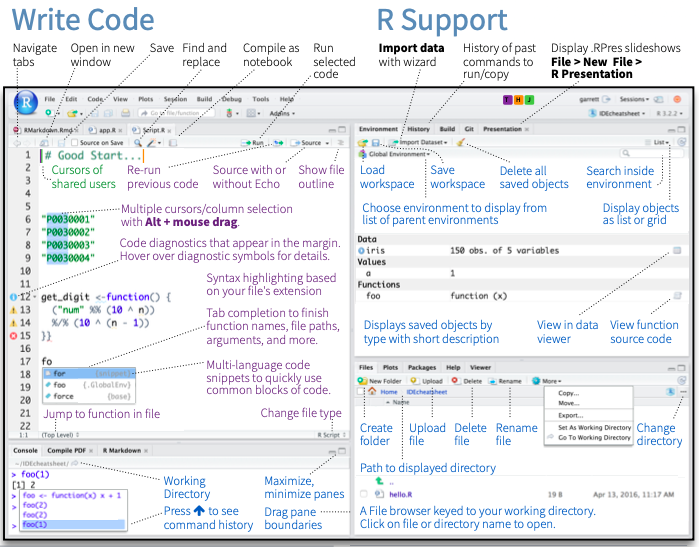 Write Code
R Support
Navigate tabs
Open in new window
Save
Find and replace
Compile as notebook
Run selected code
Import data with wizard
History of past commands to run/copy
Display .RPres slideshows
File > New File >
R Presentation
R
File Edit Code View Plots Session Build Debug Tools Help
Go to file/function
Addins
T H J
garrett
Sessions
IDEcheatsheet
R 3.2.2
RMarkdown.Rmd
app.R
Script.R
Source on Save
Run
Source
1 # Good Start...
2
3
4
5
6 "P0030001"
7 "P0030002"
8 "P0030003"
9 "P0030004"
10
11
12 get_digit <-function() {
13 ("num" %% (10 ^ n))
14 %/% (10 ^ (n - 1))
15 }}
16
17 fo
18
19
20
21
22
for {snippet}
foo {.GlobalEnv}
force {base}
Cursors of shared users
Re-run previous code
Source with or without Echo
Show file outline
Multiple cursors/column selection
with Alt + mouse drag.
Code diagnostics that appear in the margin.
Hover over diagnostic symbols for details.
Syntax highlighting based
on your file's extension
Tab completion to finish
function names, file paths,
arguments, and more.
Multi-language code
snippets to quickly use
common blocks of code.
Jump to function in file
Change file type
1:1 (Top Level)
R Script
Console Compile PDF R Markdown
~/IDEcheatsheet/
> foo(1)
[1] 2
foo <- function(x) x + 1
foo(2)
foo(2)
foo(1)
>
Working Directory
Maximize, minimize panes
Press to see
command history
Drag pane boundaries
Environment History Build Git Presentation
Import Dataset
List
Global Environment
Load workspace
Save workspace
Delete all saved objects
Search inside environment
Choose environment to display from
list of parent environments
Display objects as list or grid
Data
iris 150 obs. of 5 variables
Values
a 1
Functions
foo function (x)
Displays saved objects by
type with short description
View in data viewer
View function source code
Files Plots Packages Help Viewer
New Folder Upload Delete Rename More
Home IDEcheatsheet
Name
Copy...
Move...
Export...
Set As Working Directory
Go To Working Directory
Create folder
Upload file
Delete file
Rename file
Change directory
Path to displayed directory
..
hello.R 19 B Apr 13, 2016, 11:17 AM
A File browser keyed to your working directory.
Click on file or directory name to open.